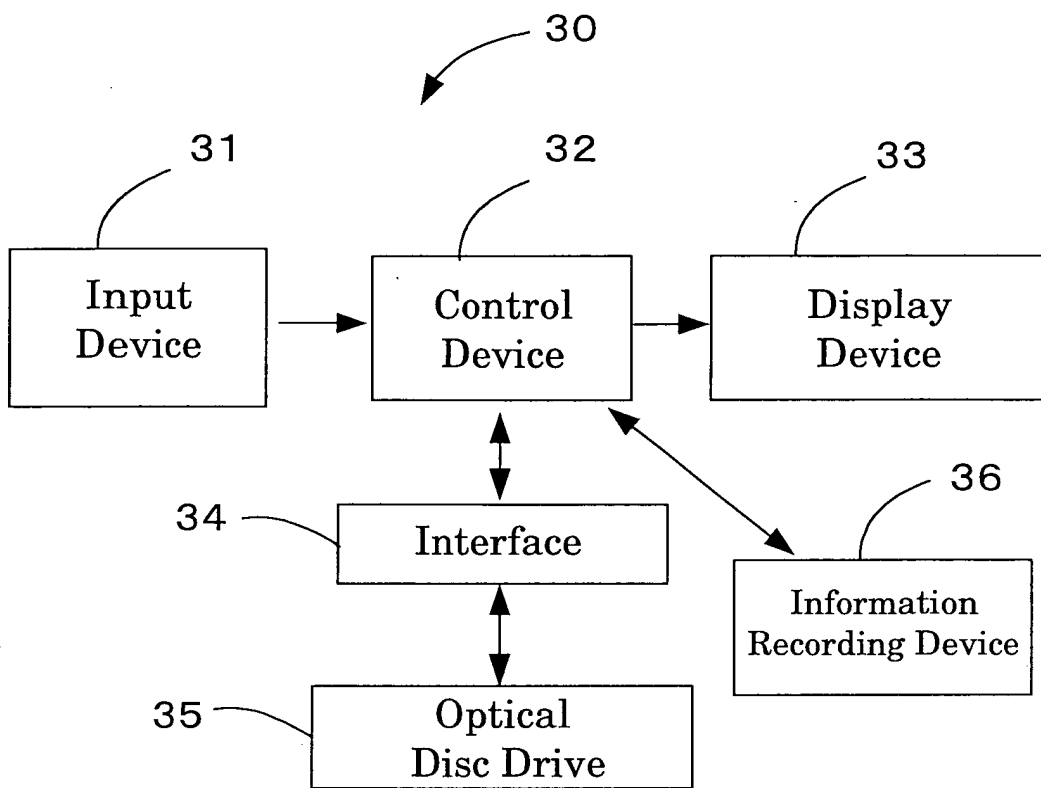 30
31
32
33
Input
Device
Control
Device
Display
Device
34
Interface
36
Information
Recording Device
35
Optical
Disc Drive